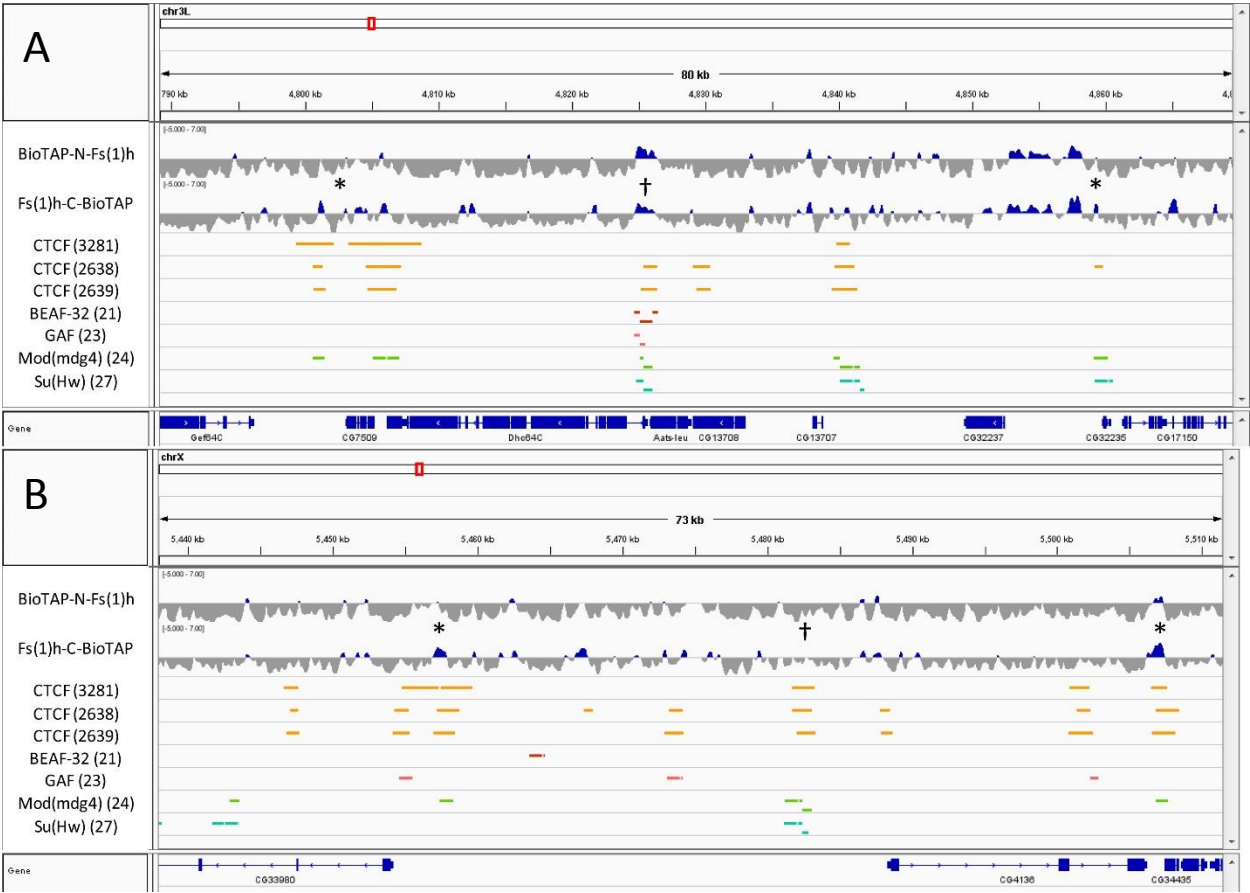 A
chr3L
80 kb
790 kb 4,800 kb 4,810 kb 4,820 kb 4,830 kb 4,840 kb 4,850 kb 4,860 kb 4,8
BioTAP-N-Fs(1)h
[-5.000 - 7.00]
* † *
Fs(1)h-C-BioTAP
[-5.000 - 7.00]
CTCF (3281)
CTCF (2638)
CTCF (2639)
BEAF-32 (21)
GAF (23)
Mod(mdg4) (24)
Su(Hw) (27)
Gene
Gef64C CG7509 Dhc64C Aats-leu CG13708 CG13707 CG32237 CG32235 CG17150
B
chrX
73 kb
5,440 kb 5,450 kb 5,460 kb 5,470 kb 5,480 kb 5,490 kb 5,500 kb 5,510 kb
BioTAP-N-Fs(1)h
[-5.000 - 7.00]
* † *
Fs(1)h-C-BioTAP
[-5.000 - 7.00]
CTCF (3281)
CTCF (2638)
CTCF (2639)
BEAF-32 (21)
GAF (23)
Mod(mdg4) (24)
Su(Hw) (27)
Gene
CG33980 CG4136 CG34435